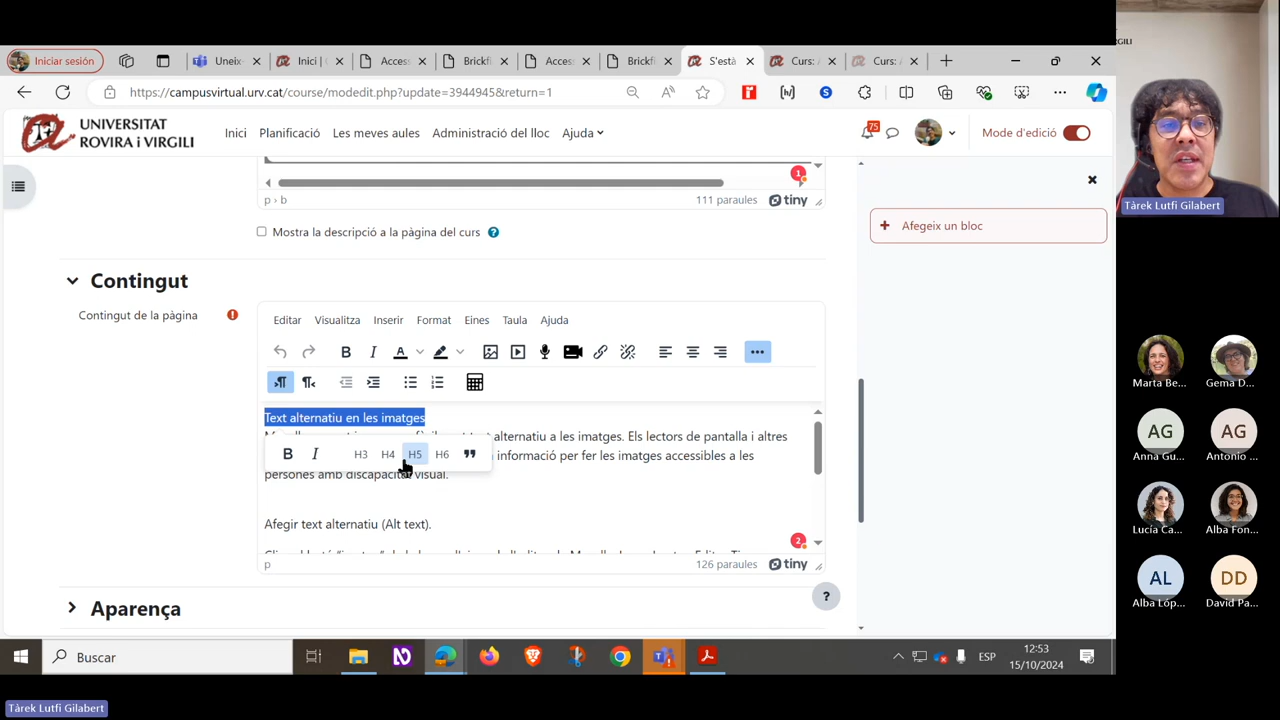 Iniciar sesión
Uneix-
Inici | (
Acces
Brickfi
Acces
Brickfi
S'està
Curs: /
Curs: /
https://campusvirtual.urv.cat/course/modedit.php?update=3944945&return=1
VIRGILI
UNIVERSITAT
ROVIRA i VIRGILI
Inici
Planificació
Les meves aules
Administració del lloc
Ajuda
75
Mode d'edició
Tàrek Lutfi Gilabert
1
p › b
111 paraules
tiny
Afegeix un bloc
Mostra la descripció a la pàgina del curs
Contingut
Contingut de la pàgina
Editar
Visualitza
Inserir
Format
Eines
Taula
Ajuda
Text alternatiu en les imatges
alternatiu a les imatges. Els lectors de pantalla i altres
B I H3 H4 H5 H6
informació per fer les imatges accessibles a les
persones amb discapacitat visual.
Afegir text alternatiu (Alt text).
2
p
126 paraules
tiny
Aparença
?
Marta Be...
Gema D...
AG
AG
Anna Gu...
Antonio ...
Lucía Ca...
Alba Fon...
AL
DD
Alba Lóp...
David Pa...
Buscar
ESP
12:53
15/10/2024
Tàrek Lutfi Gilabert